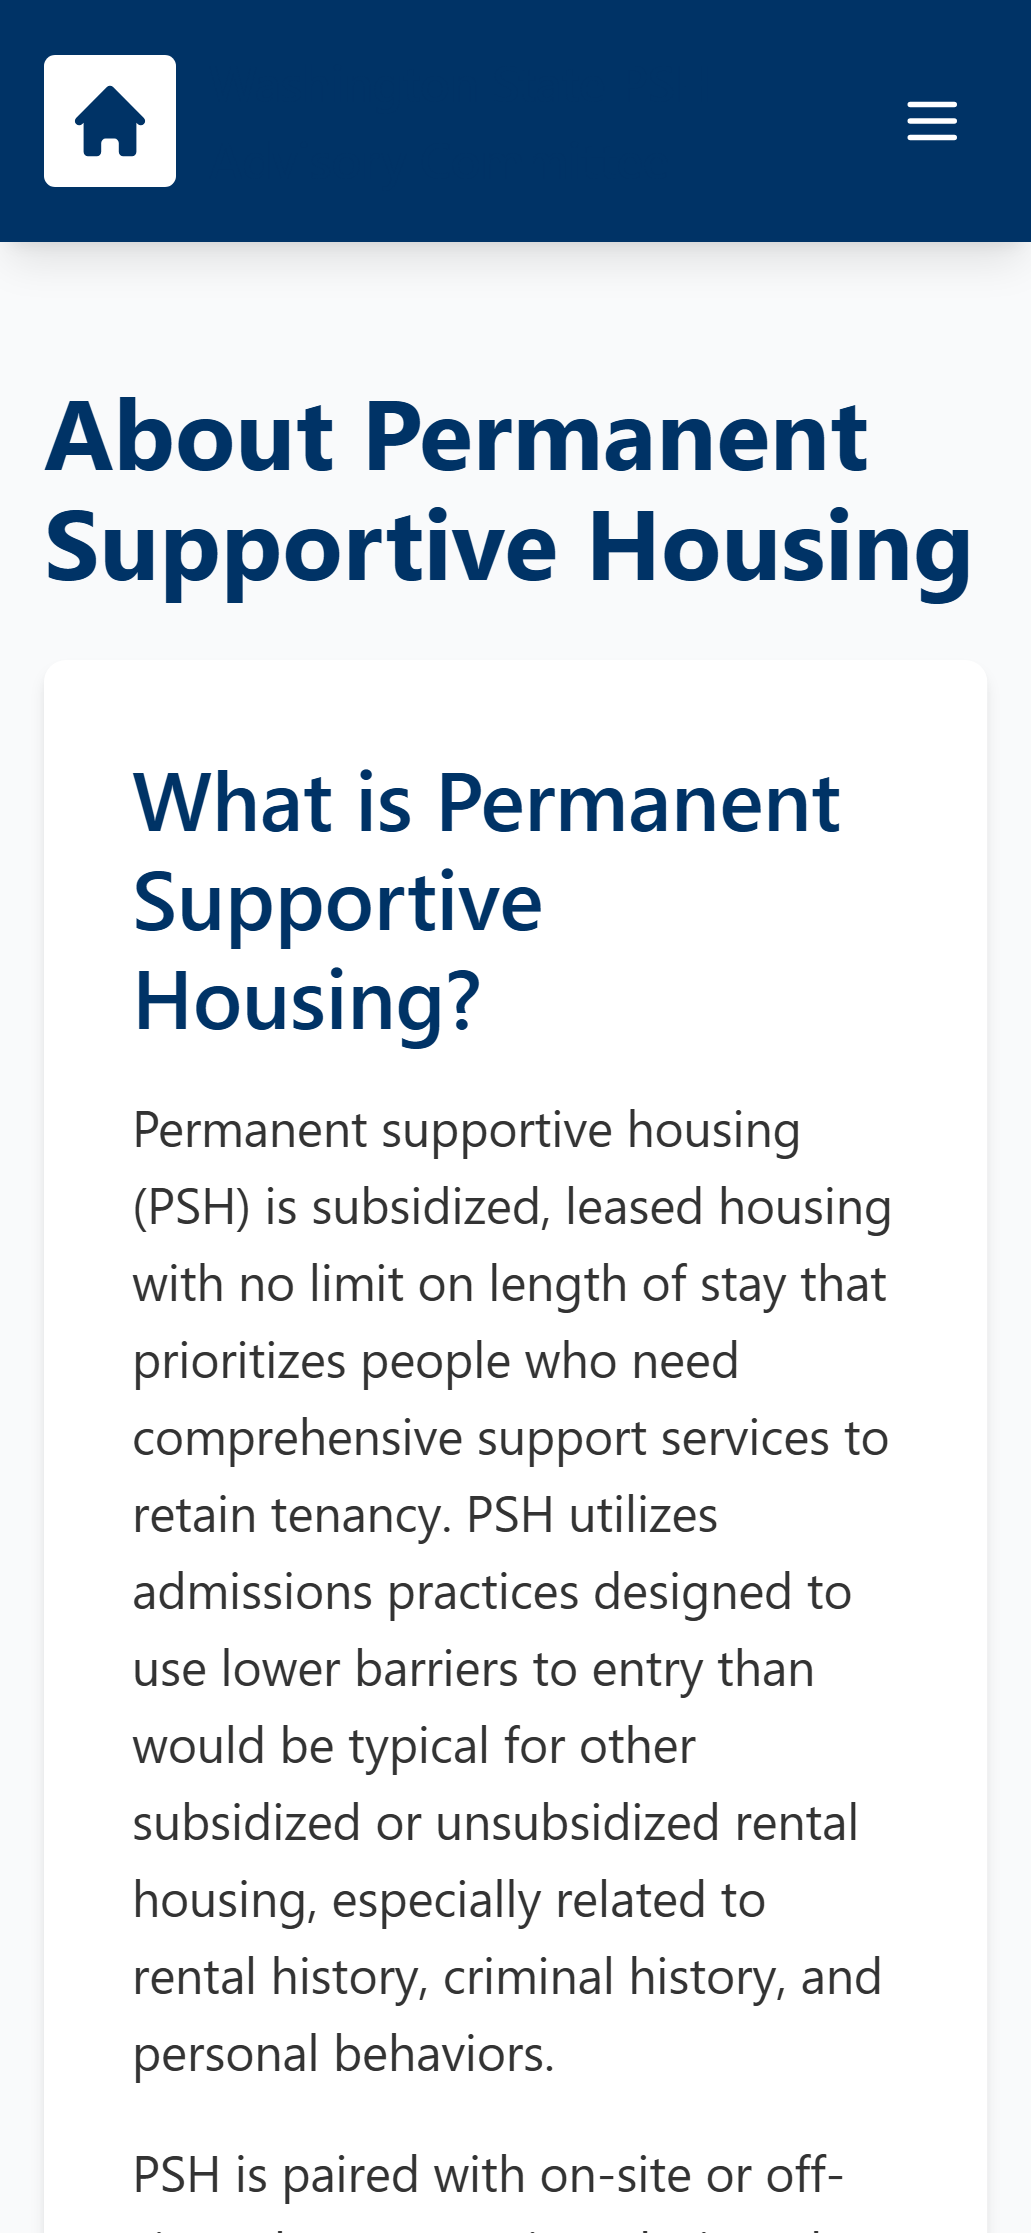 About Permanent
Supportive Housing
What is Permanent
Supportive
Housing?
Permanent supportive housing
(PSH) is subsidized, leased housing
with no limit on length of stay that
prioritizes people who need
comprehensive support services to
retain tenancy. PSH utilizes
admissions practices designed to
use lower barriers to entry than
would be typical for other
subsidized or unsubsidized rental
housing, especially related to
rental history, criminal history, and
personal behaviors.
PSH is paired with on-site or off-